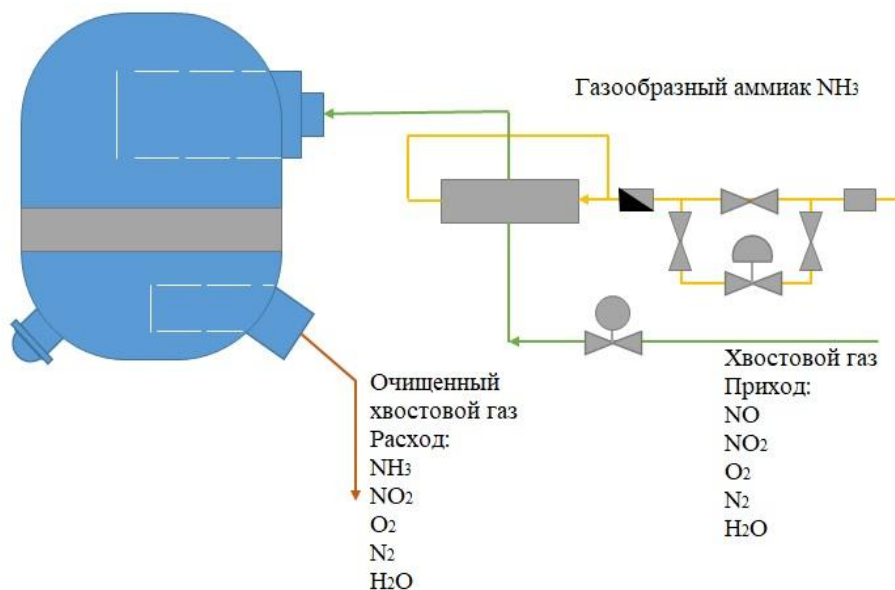 Газообразный аммиак NH3
Очищенный
хвостовой газ
Расход:
NH3
NO2
O2
N2
H2O
Хвостовой газ
Приход:
NO
NO2
O2
N2
H2O